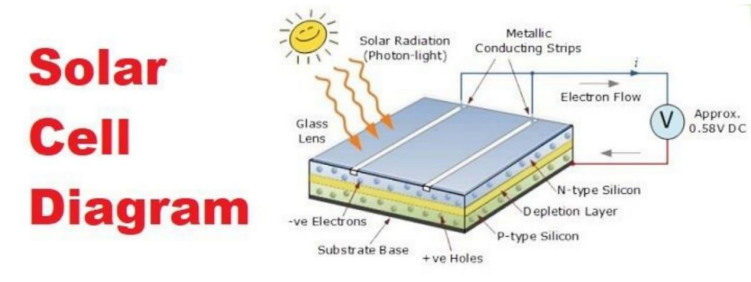 Solar
Cell
Diagram
Solar Radiation
(Photon-light)
Metallic
Conducting Strips
i
Electron Flow
V
Approx.
0.58V DC
Glass
Lens
N-type Silicon
Depletion Layer
P-type Silicon
-ve Electrons
Substrate Base
+ve Holes